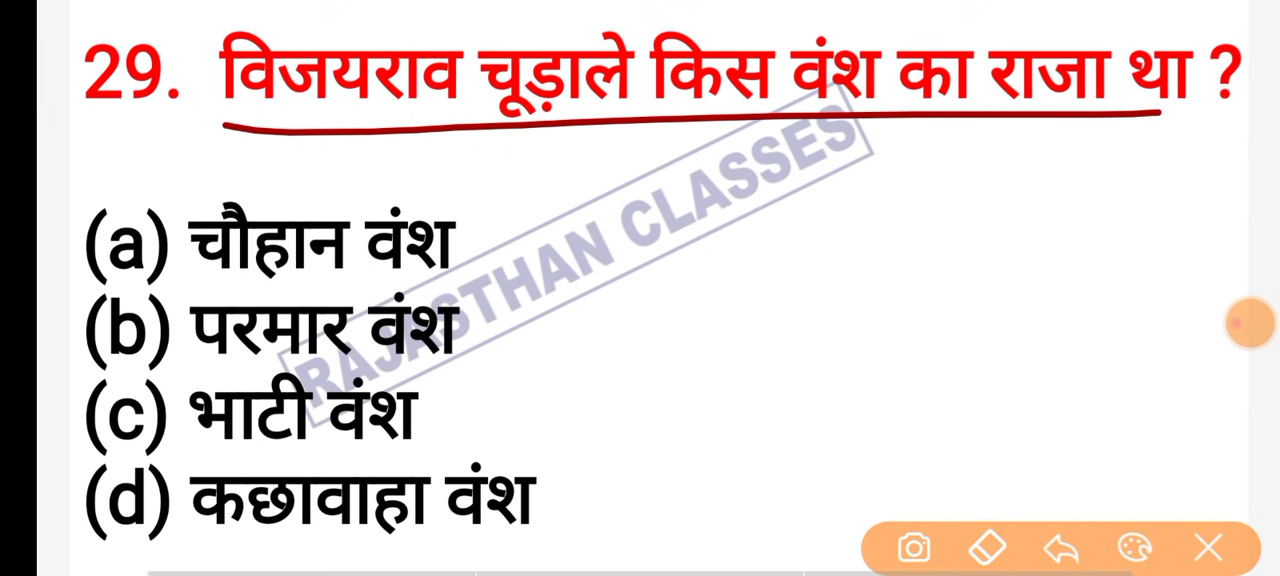 29. विजयराव चूड़ाले किस वंश का राजा था ?
RAJASTHAN CLASSES
(a) चौहान वंश
(b) परमार वंश
(c) भाटी वंश
(d) कछावाहा वंश